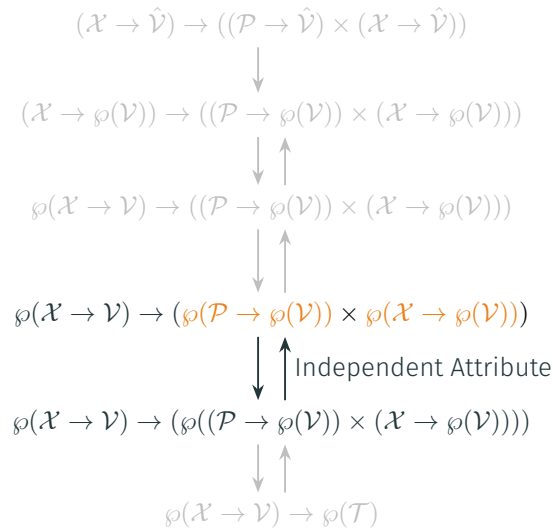 (𝒳 → 𝒱̂) → ((𝒫 → 𝒱̂) × (𝒳 → 𝒱̂))
(𝒳 → ℘(𝒱)) → ((𝒫 → ℘(𝒱)) × (𝒳 → ℘(𝒱)))
℘(𝒳 → 𝒱) → ((𝒫 → ℘(𝒱)) × (𝒳 → ℘(𝒱)))
℘(𝒳 → 𝒱) → (℘(𝒫 → ℘(𝒱)) × ℘(𝒳 → ℘(𝒱)))
Independent Attribute
℘(𝒳 → 𝒱) → (℘((𝒫 → ℘(𝒱)) × (𝒳 → ℘(𝒱))))
℘(𝒳 → 𝒱) → ℘(𝒯)